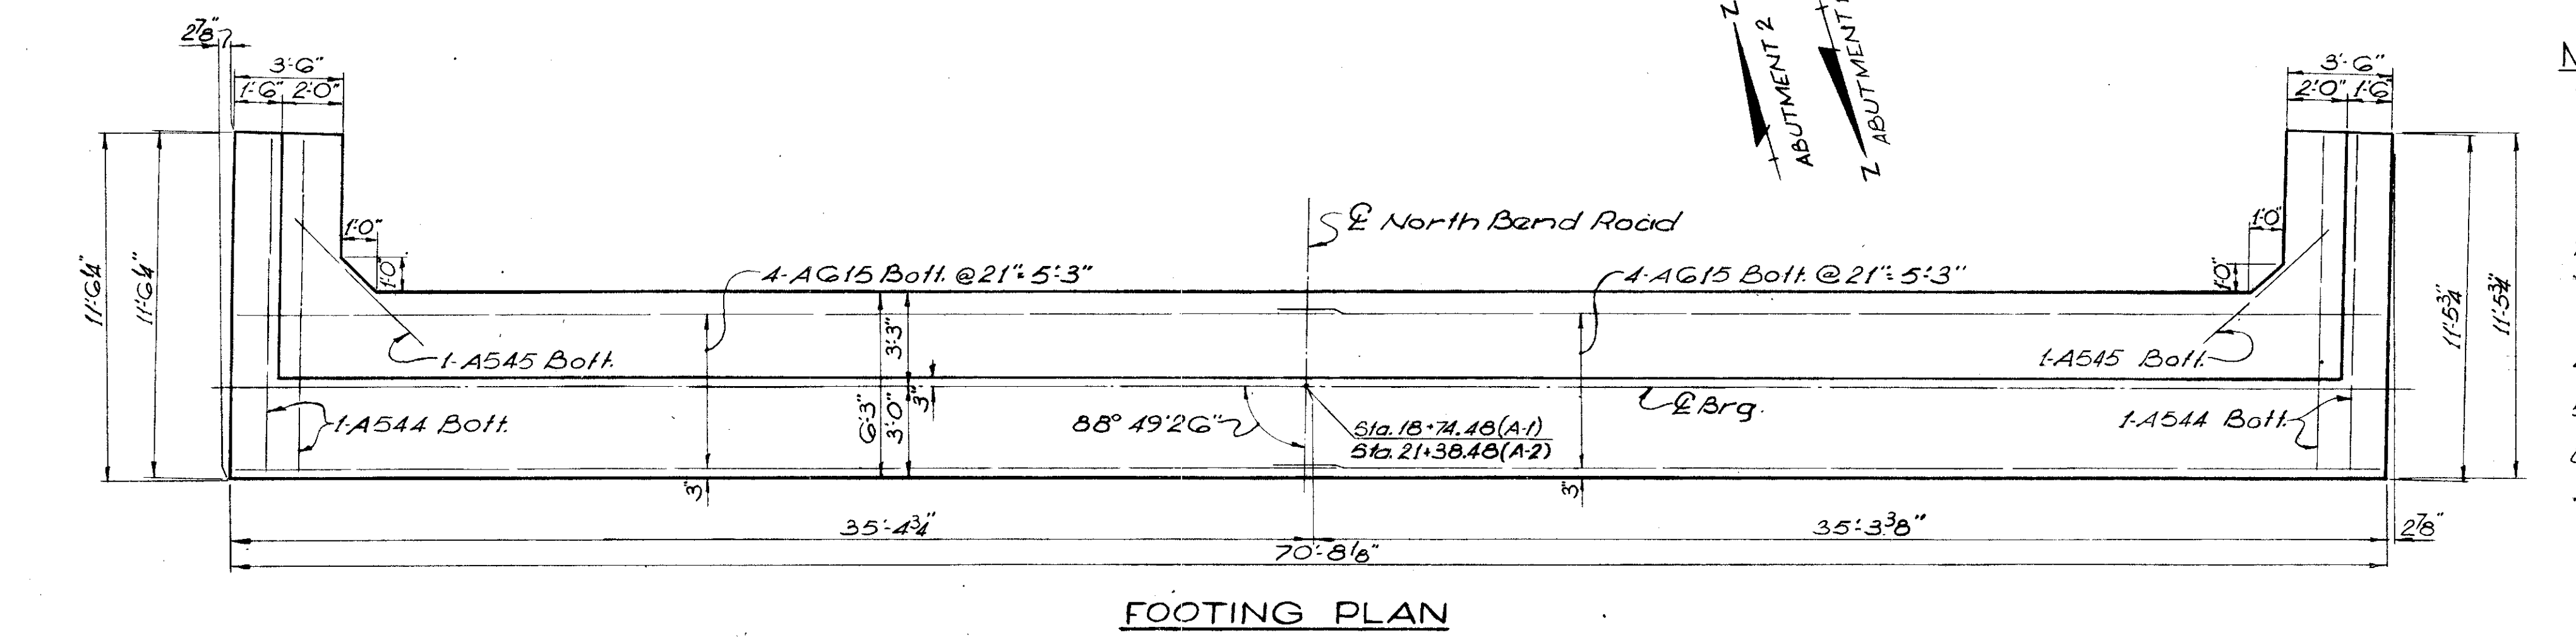 2⅞"
3'-6"
1'-6" 2'-0"
Z
ABUTMENT 2
Z ABUTMENT
3'-6"
2'-0" 1'-6"
N
11'-6¼"
11'-6¼"
1'-0"
1'-0"
℄ North Bend Road
4-AG15 Bott. @ 21"= 5'-3"
4-AG15 Bott. @ 21"= 5'-3"
1'-0"
1'-0"
11'-5¾"
11'-5¾"
1-A545 Bott.
3'-3"
1-A545 Bott.
1-A544 Bott.
6'-3"
3'-0"
3"
88° 49' 26"
℄ Brg.
Sta. 18+74.48 (A-1)
Sta. 21+38.48 (A-2)
1-A544 Bott.
3"
3"
35'-4¾"
35'-3⅜"
2⅞"
70'-8⅛"
FOOTING PLAN